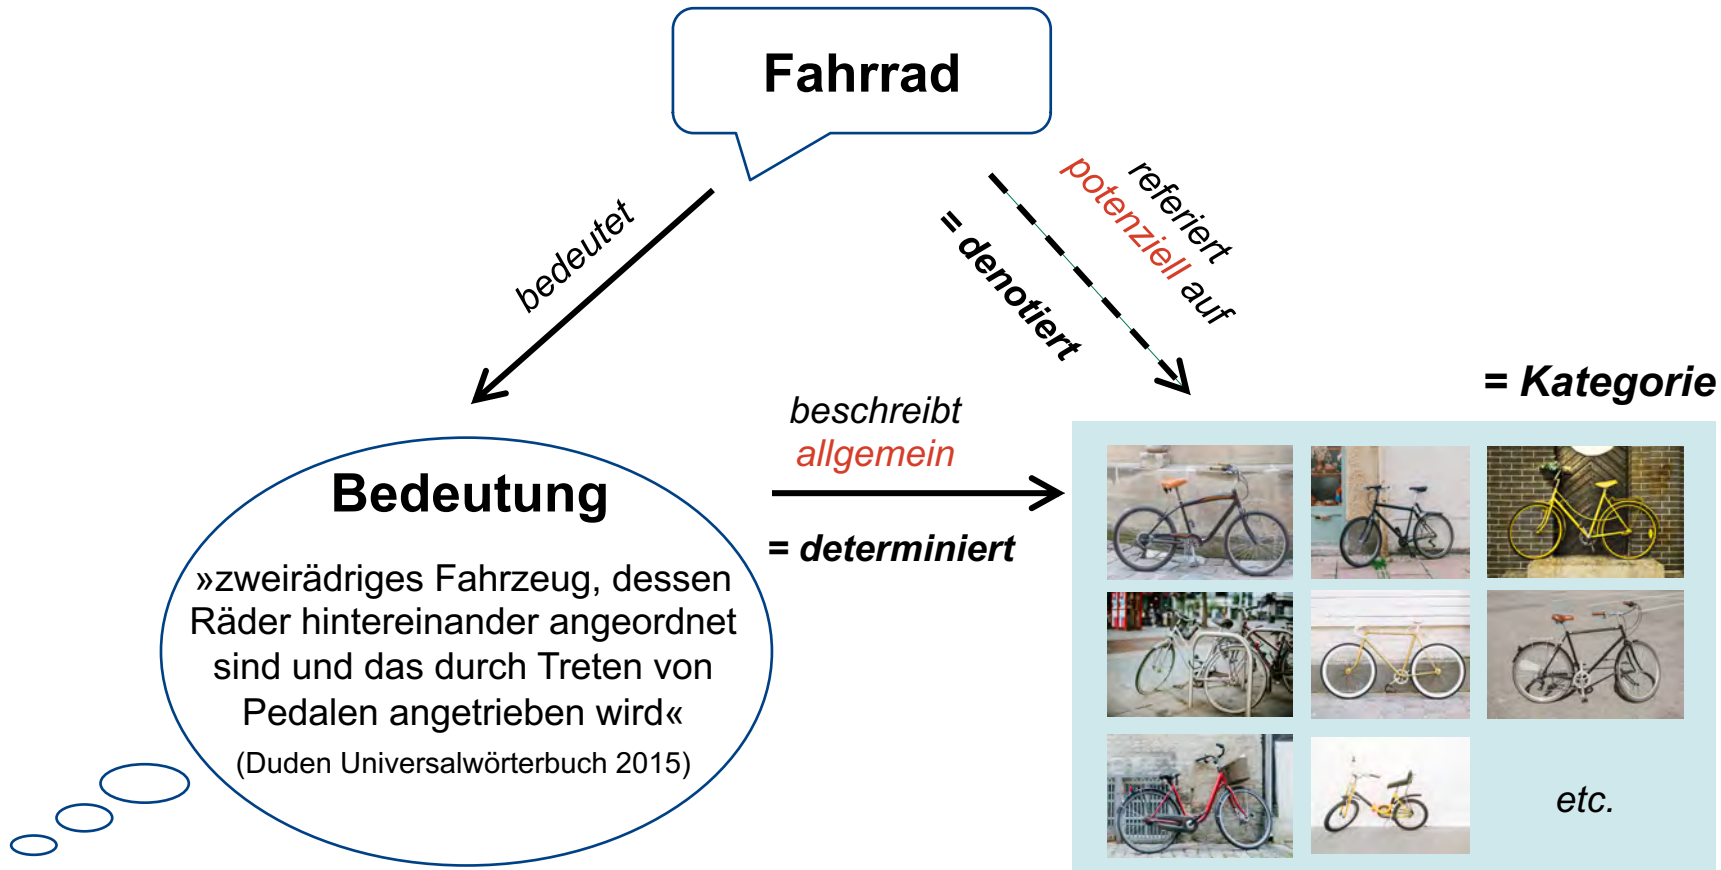 Fahrrad
bedeutet
referiert
potenziell auf
= denotiert
= Kategorie
beschreibt
allgemein
= determiniert
Bedeutung
»zweirädriges Fahrzeug, dessen
Räder hintereinander angeordnet
sind und das durch Treten von
Pedalen angetrieben wird«
(Duden Universalwörterbuch 2015)
etc.